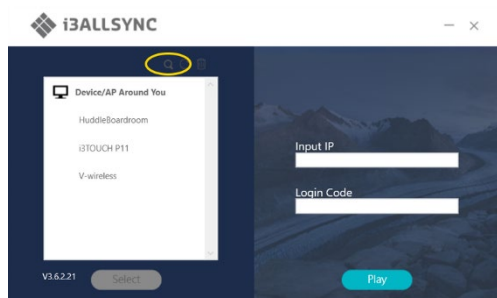 i3ALLSYNC
Device/AP Around You
HuddleBoardroom
i3TOUCH P11
V-wireless
V3.6.2.21
Select
Input IP
Login Code
Play